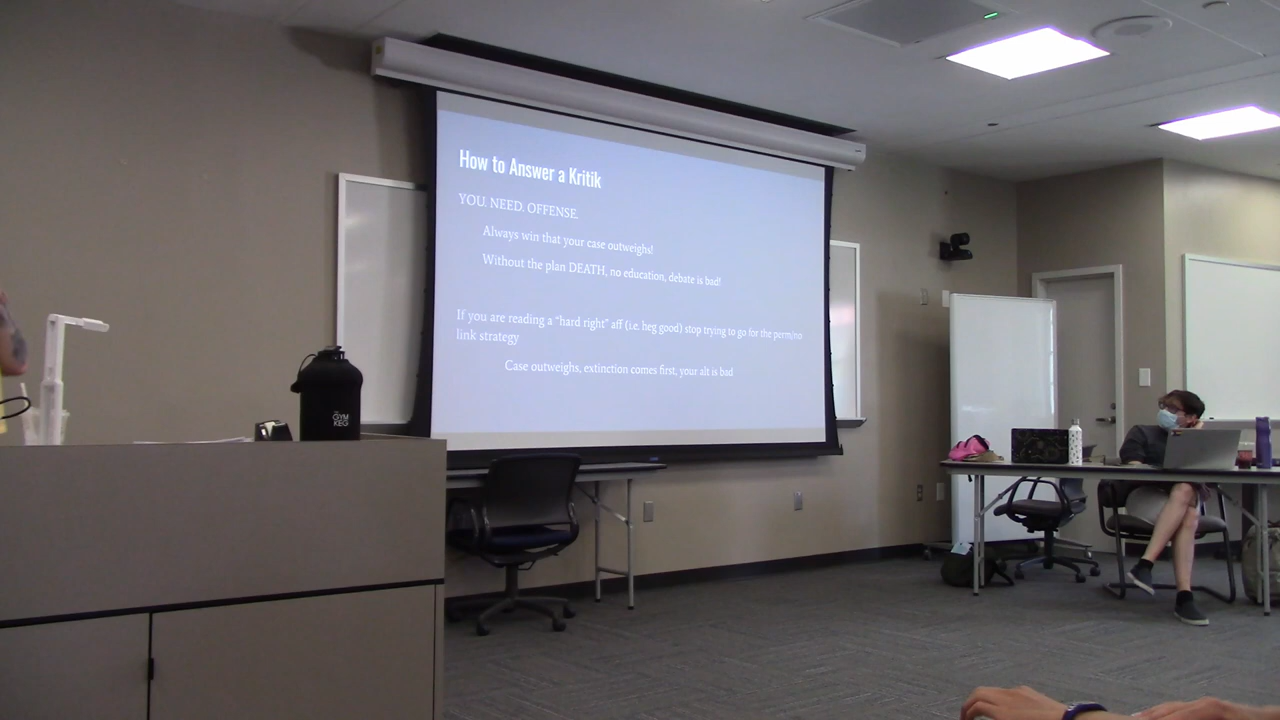 How to Answer a Kritik
YOU. NEED. OFFENSE.
Always win that your case outweighs!
Without the plan DEATH, no education, debate is bad!
If you are reading a "hard right" aff (i.e. heg good) stop trying to go for the perm/no
link strategy
Case outweighs, extinction comes first, your alt is bad
GYM
KEG